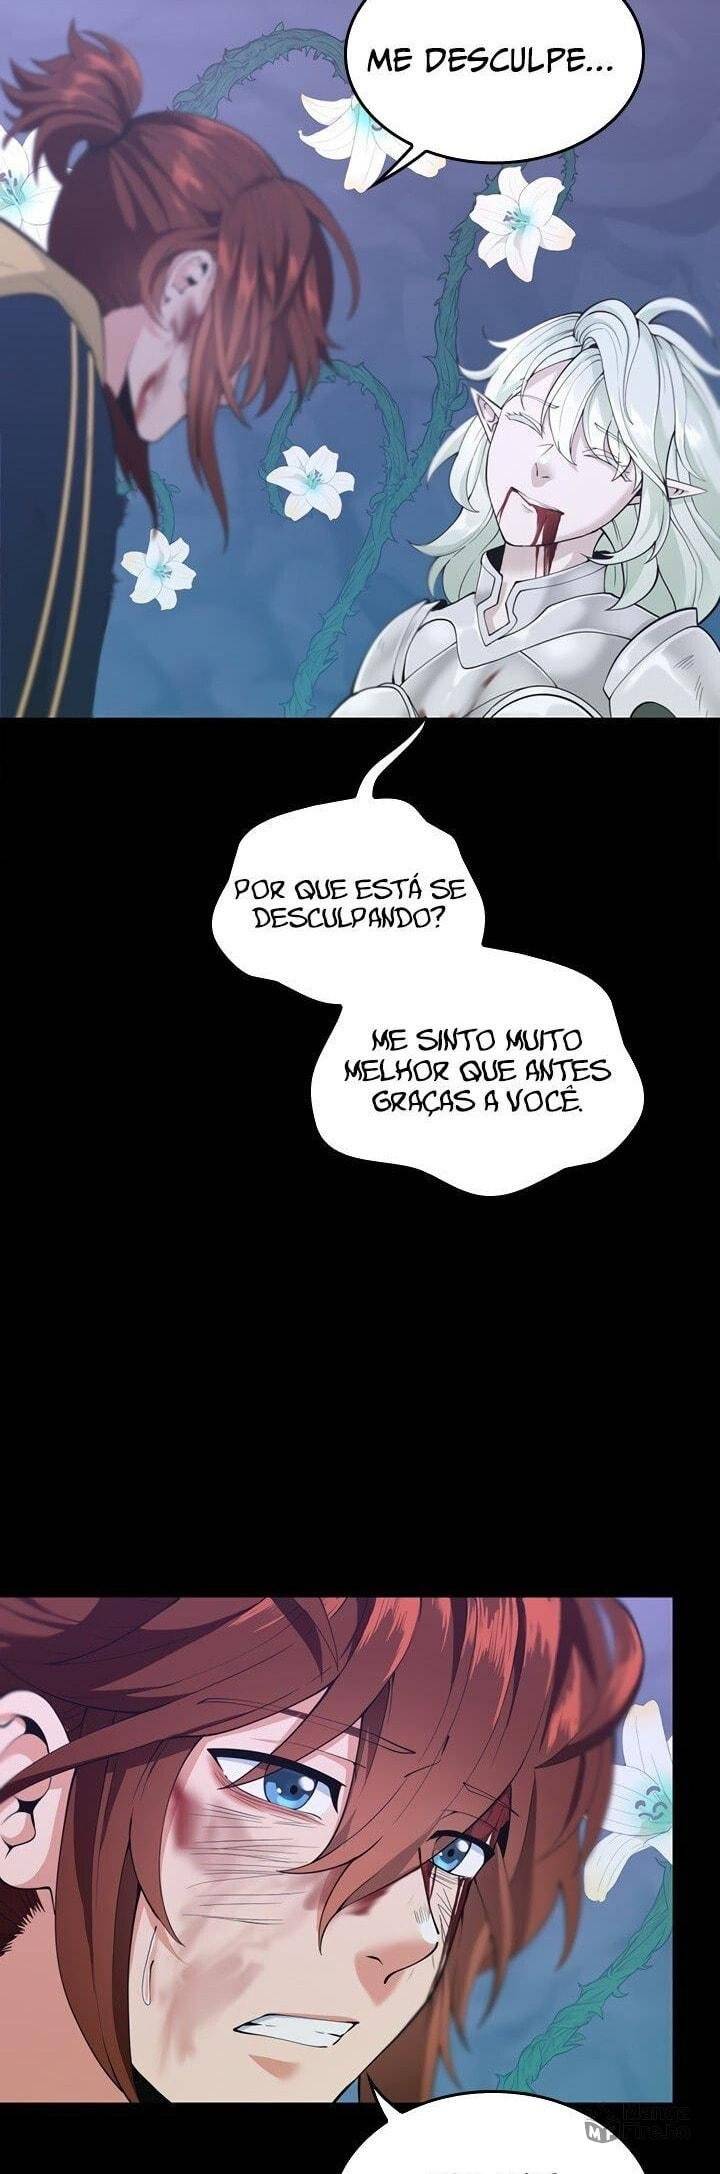 ME DESCULPE...
POR QUE ESTÁ SE
DESCULPANDO?
ME SINTO MUITO
MELHOR QUE ANTES
GRAÇAS A VOCÊ.